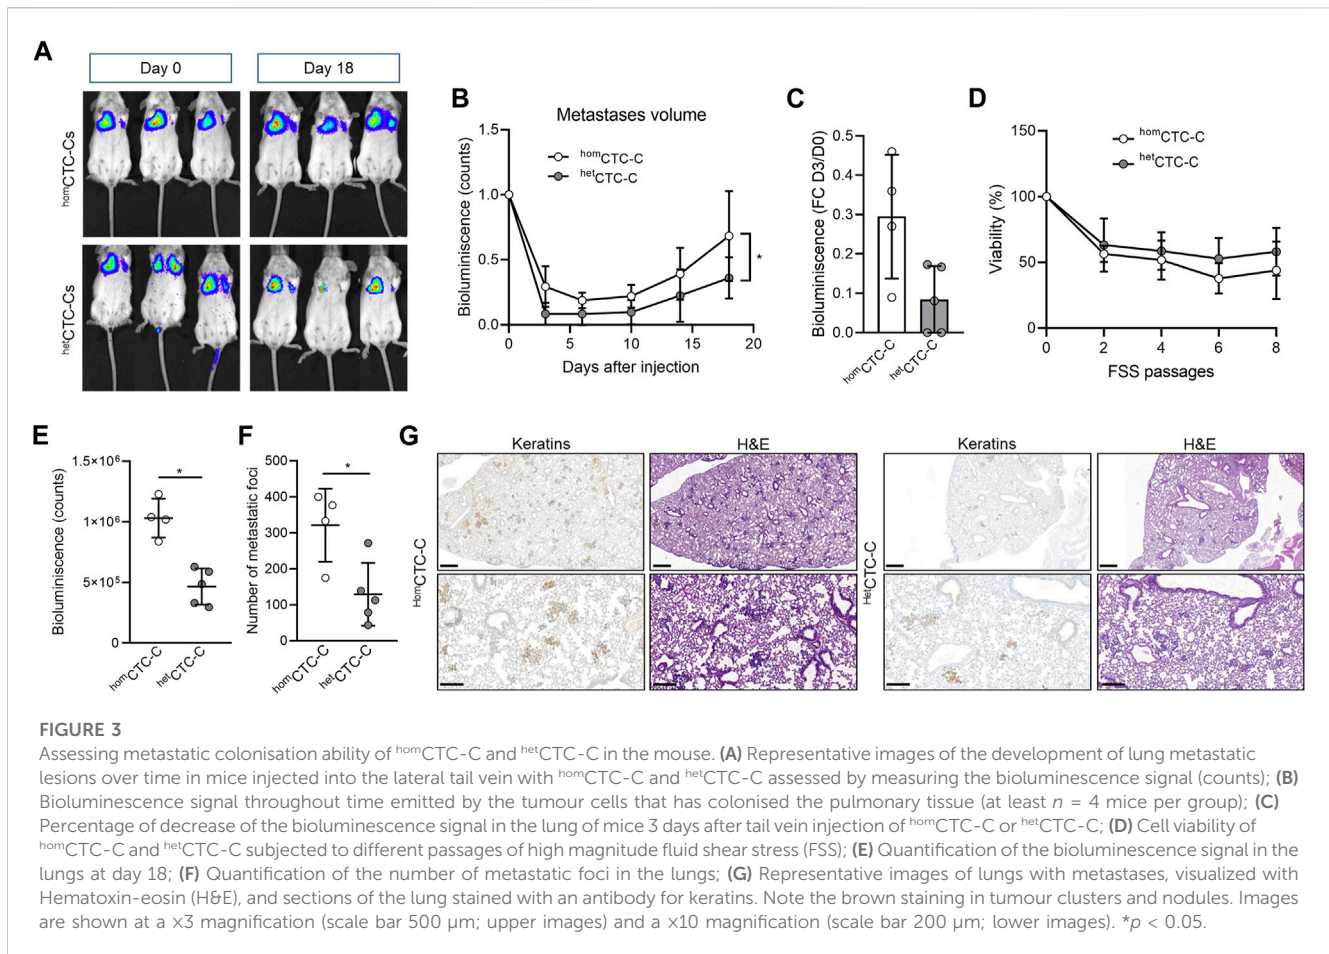 A
Day 0
Day 18
homCTC-Cs
hetCTC-Cs
B
Metastases volume
Bioluminiscence (counts)
1.5
1.0
0.5
0.0
homCTC-C
hetCTC-C
*
0
5
10
15
20
Days after injection
C
Bioluminiscence (FC D3/D0)
0.5
0.4
0.3
0.2
0.1
0.0
homCTC-C
hetCTC-C
D
Viability (%)
150
100
50
0
homCTC-C
hetCTC-C
0
2
4
6
8
FSS passages
E
Bioluminiscence (counts)
1.5×10⁶
1×10⁶
5×10⁵
0
*
homCTC-C
hetCTC-C
F
Number of metastatic foci
500
400
300
200
100
0
*
homCTC-C
hetCTC-C
G
Keratins
H&E
HomCTC-C
Keratins
H&E
HetCTC-C
FIGURE 3
Assessing metastatic colonisation ability of homCTC-C and hetCTC-C in the mouse. (A) Representative images of the development of lung metastatic
lesions over time in mice injected into the lateral tail vein with homCTC-C and hetCTC-C assessed by measuring the bioluminescence signal (counts); (B)
Bioluminescence signal throughout time emitted by the tumour cells that has colonised the pulmonary tissue (at least n = 4 mice per group); (C)
Percentage of decrease of the bioluminescence signal in the lung of mice 3 days after tail vein injection of homCTC-C or hetCTC-C; (D) Cell viability of
homCTC-C and hetCTC-C subjected to different passages of high magnitude fluid shear stress (FSS); (E) Quantification of the bioluminescence signal in the
lungs at day 18; (F) Quantification of the number of metastatic foci in the lungs; (G) Representative images of lungs with metastases, visualized with
Hematoxin-eosin (H&E), and sections of the lung stained with an antibody for keratins. Note the brown staining in tumour clusters and nodules. Images
are shown at a ×3 magnification (scale bar 500 µm; upper images) and a ×10 magnification (scale bar 200 µm; lower images). *p < 0.05.